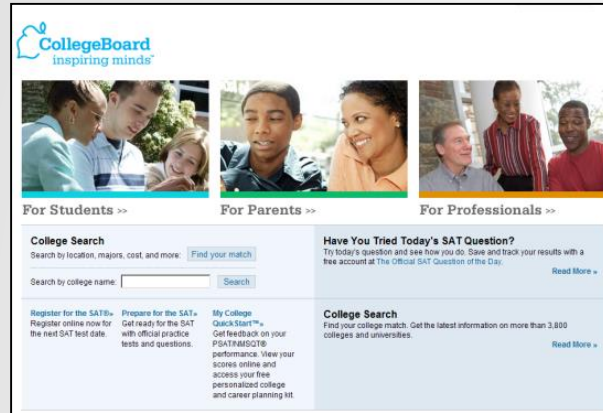 CollegeBoard
inspiring minds™
For Students >>
For Parents >>
For Professionals >>
College Search
Search by location, majors, cost, and more: Find your match
Search by college name: Search
Have You Tried Today's SAT Question?
Try today's question and see how you do. Save and track your results with a
free account at The Official SAT Question of the Day.
Read More »
Register for the SAT®»
Register online now for
the next SAT test date.
Prepare for the SAT»
Get ready for the SAT
with official practice
tests and questions.
My College
QuickStart™»
Get feedback on your
PSAT/NMSQT®
performance. View your
scores online and
access your free
personalized college
and career planning kit.
College Search
Find your college match. Get the latest information on more than 3,800
colleges and universities.
Read More »